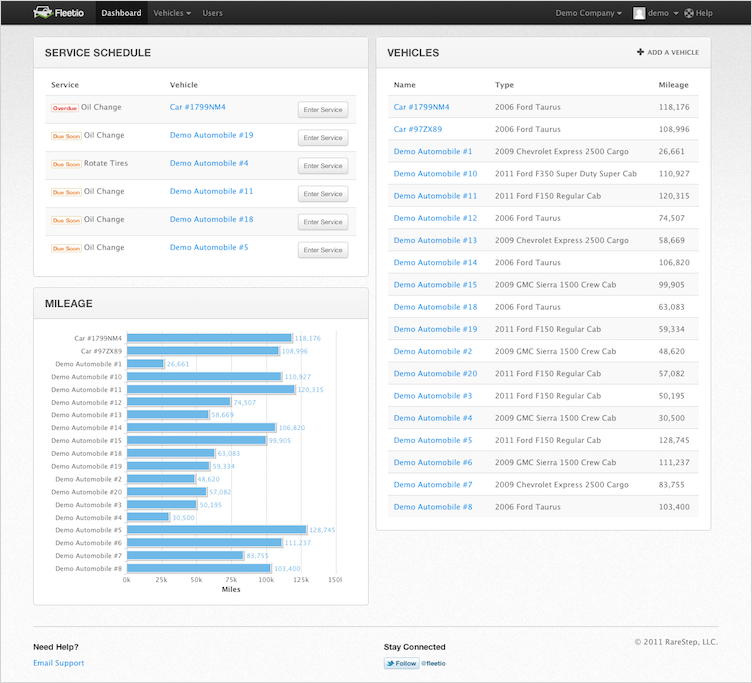 Fleetio Dashboard Vehicles Users Demo Company demo Help
SERVICE SCHEDULE
Service Vehicle
Overdue Oil Change Car #1799NM4 Enter Service
Due Soon Oil Change Demo Automobile #19 Enter Service
Due Soon Rotate Tires Demo Automobile #4 Enter Service
Due Soon Oil Change Demo Automobile #11 Enter Service
Due Soon Oil Change Demo Automobile #18 Enter Service
Due Soon Oil Change Demo Automobile #5 Enter Service
MILEAGE
Car #1799NM4 118,176
Car #97ZX89 108,996
Demo Automobile #1 26,661
Demo Automobile #10 110,927
Demo Automobile #11 120,315
Demo Automobile #12 74,507
Demo Automobile #13 58,669
Demo Automobile #14 106,820
Demo Automobile #15 99,905
Demo Automobile #18 63,083
Demo Automobile #19 59,334
Demo Automobile #2 48,620
Demo Automobile #20 57,082
Demo Automobile #3 50,195
Demo Automobile #4 30,500
Demo Automobile #5 128,745
Demo Automobile #6 111,237
Demo Automobile #7 83,755
Demo Automobile #8 103,400
0k 25k 50k 75k 100k 125k 150k
Miles
VEHICLES ADD A VEHICLE
Name Type Mileage
Car #1799NM4 2006 Ford Taurus 118,176
Car #97ZX89 2006 Ford Taurus 108,996
Demo Automobile #1 2009 Chevrolet Express 2500 Cargo 26,661
Demo Automobile #10 2011 Ford F350 Super Duty Super Cab 110,927
Demo Automobile #11 2011 Ford F150 Regular Cab 120,315
Demo Automobile #12 2006 Ford Taurus 74,507
Demo Automobile #13 2009 Chevrolet Express 2500 Cargo 58,669
Demo Automobile #14 2006 Ford Taurus 106,820
Demo Automobile #15 2009 GMC Sierra 1500 Crew Cab 99,905
Demo Automobile #18 2006 Ford Taurus 63,083
Demo Automobile #19 2011 Ford F150 Regular Cab 59,334
Demo Automobile #2 2009 GMC Sierra 1500 Crew Cab 48,620
Demo Automobile #20 2011 Ford F150 Regular Cab 57,082
Demo Automobile #3 2011 Ford F150 Regular Cab 50,195
Demo Automobile #4 2009 GMC Sierra 1500 Crew Cab 30,500
Demo Automobile #5 2011 Ford F150 Regular Cab 128,745
Demo Automobile #6 2009 GMC Sierra 1500 Crew Cab 111,237
Demo Automobile #7 2009 Chevrolet Express 2500 Cargo 83,755
Demo Automobile #8 2006 Ford Taurus 103,400
Need Help?
Email Support
Stay Connected
Follow @fleetio
© 2011 RareStep, LLC.